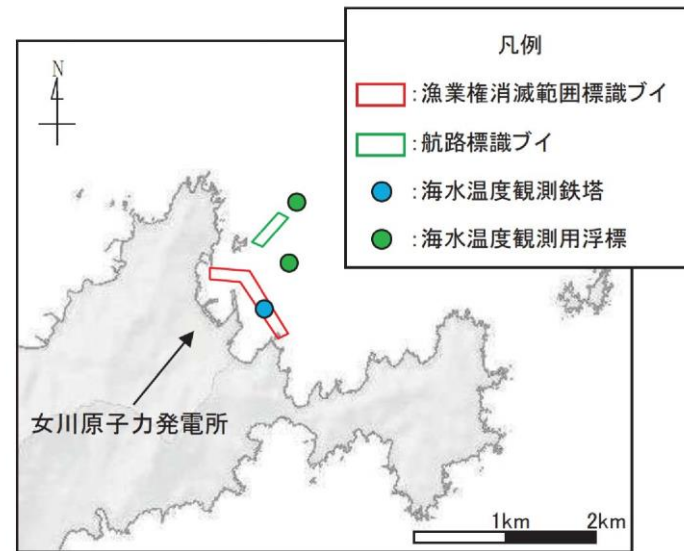 凡例
:漁業権消滅範囲標識ブイ
:航路標識ブイ
:海水温度観測鉄塔
:海水温度観測用浮標
N
女川原子力発電所
1km 2km